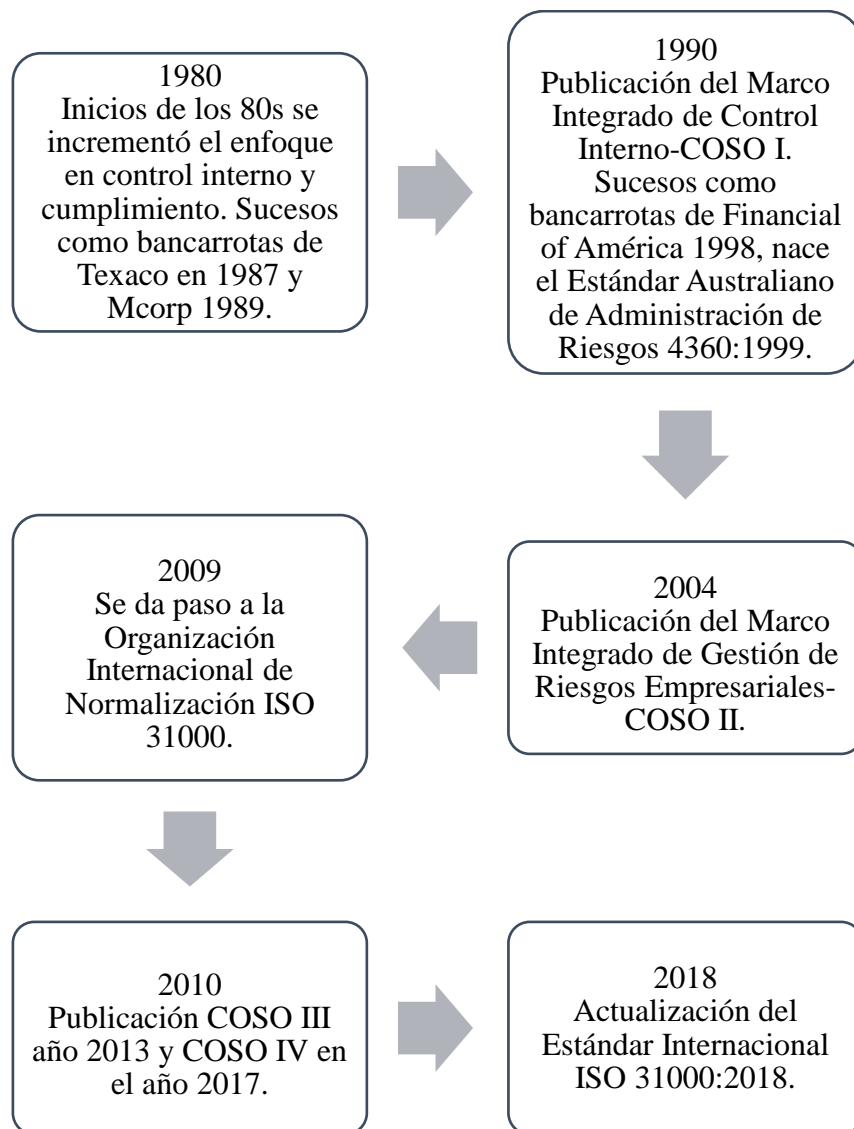 1980
Inicios de los 80s se
incrementó el enfoque
en control interno y
cumplimiento. Sucesos
como bancarrotas de
Texaco en 1987 y
Mcorp 1989.
1990
Publicación del Marco
Integrado de Control
Interno-COSO I.
Sucesos como
bancarrotas de Financial
of América 1998, nace
el Estándar Australiano
de Administración de
Riesgos 4360:1999.
2004
Publicación del Marco
Integrado de Gestión de
Riesgos Empresariales-
COSO II.
2009
Se da paso a la
Organización
Internacional de
Normalización ISO
31000.
2010
Publicación COSO III
año 2013 y COSO IV en
el año 2017.
2018
Actualización del
Estándar Internacional
ISO 31000:2018.